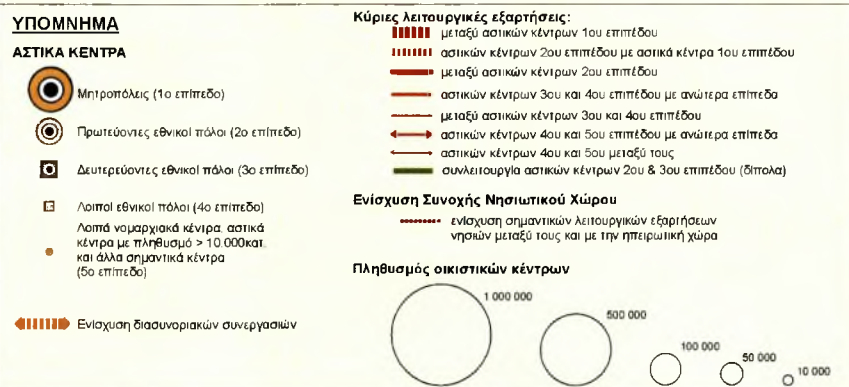 ΥΠΟΜΝΗΜΑ
ΑΣΤΙΚΑ ΚΕΝΤΡΑ
Μητροπόλεις (1ο επίπεδο)
Πρωτεύοντες εθνικοί πόλοι (2ο επίπεδο)
Δευτερεύοντες εθνικοί πόλοι (3ο επίπεδο)
Λοιποί εθνικοί πόλοι (4ο επίπεδο)
Λοιπά νομαρχιακά κέντρα, αστικά
κέντρα με πληθυσμό > 10.000κατ.
και άλλα σημαντικά κέντρα
(5ο επίπεδο)
Ενίσχυση διασυνοριακών συνεργασιών
Κύριες λειτουργικές εξαρτήσεις:
μεταξύ αστικών κέντρων 1ου επιπέδου
αστικών κέντρων 2ου επιπέδου με αστικά κέντρα 1ου επιπέδου
μεταξύ αστικών κέντρων 2ου επιπέδου
αστικών κέντρων 3ου και 4ου επιπέδου με ανώτερα επίπεδα
μεταξύ αστικών κέντρων 3ου και 4ου επιπέδου
αστικών κέντρων 4ου και 5ου επιπέδου με ανώτερα επίπεδα
αστικών κέντρων 4ου και 5ου μεταξύ τους
συνλειτουργία αστικών κέντρων 2ου & 3ου επιπέδου (δίπολα)
Ενίσχυση Συνοχής Νησιωτικού Χώρου
ενίσχυση σημαντικών λειτουργικών εξαρτήσεων
νησιών μεταξύ τους και με την ηπειρωτική χώρα
Πληθυσμός οικιστικών κέντρων
1 000 000
500 000
100 000
50 000
10 000